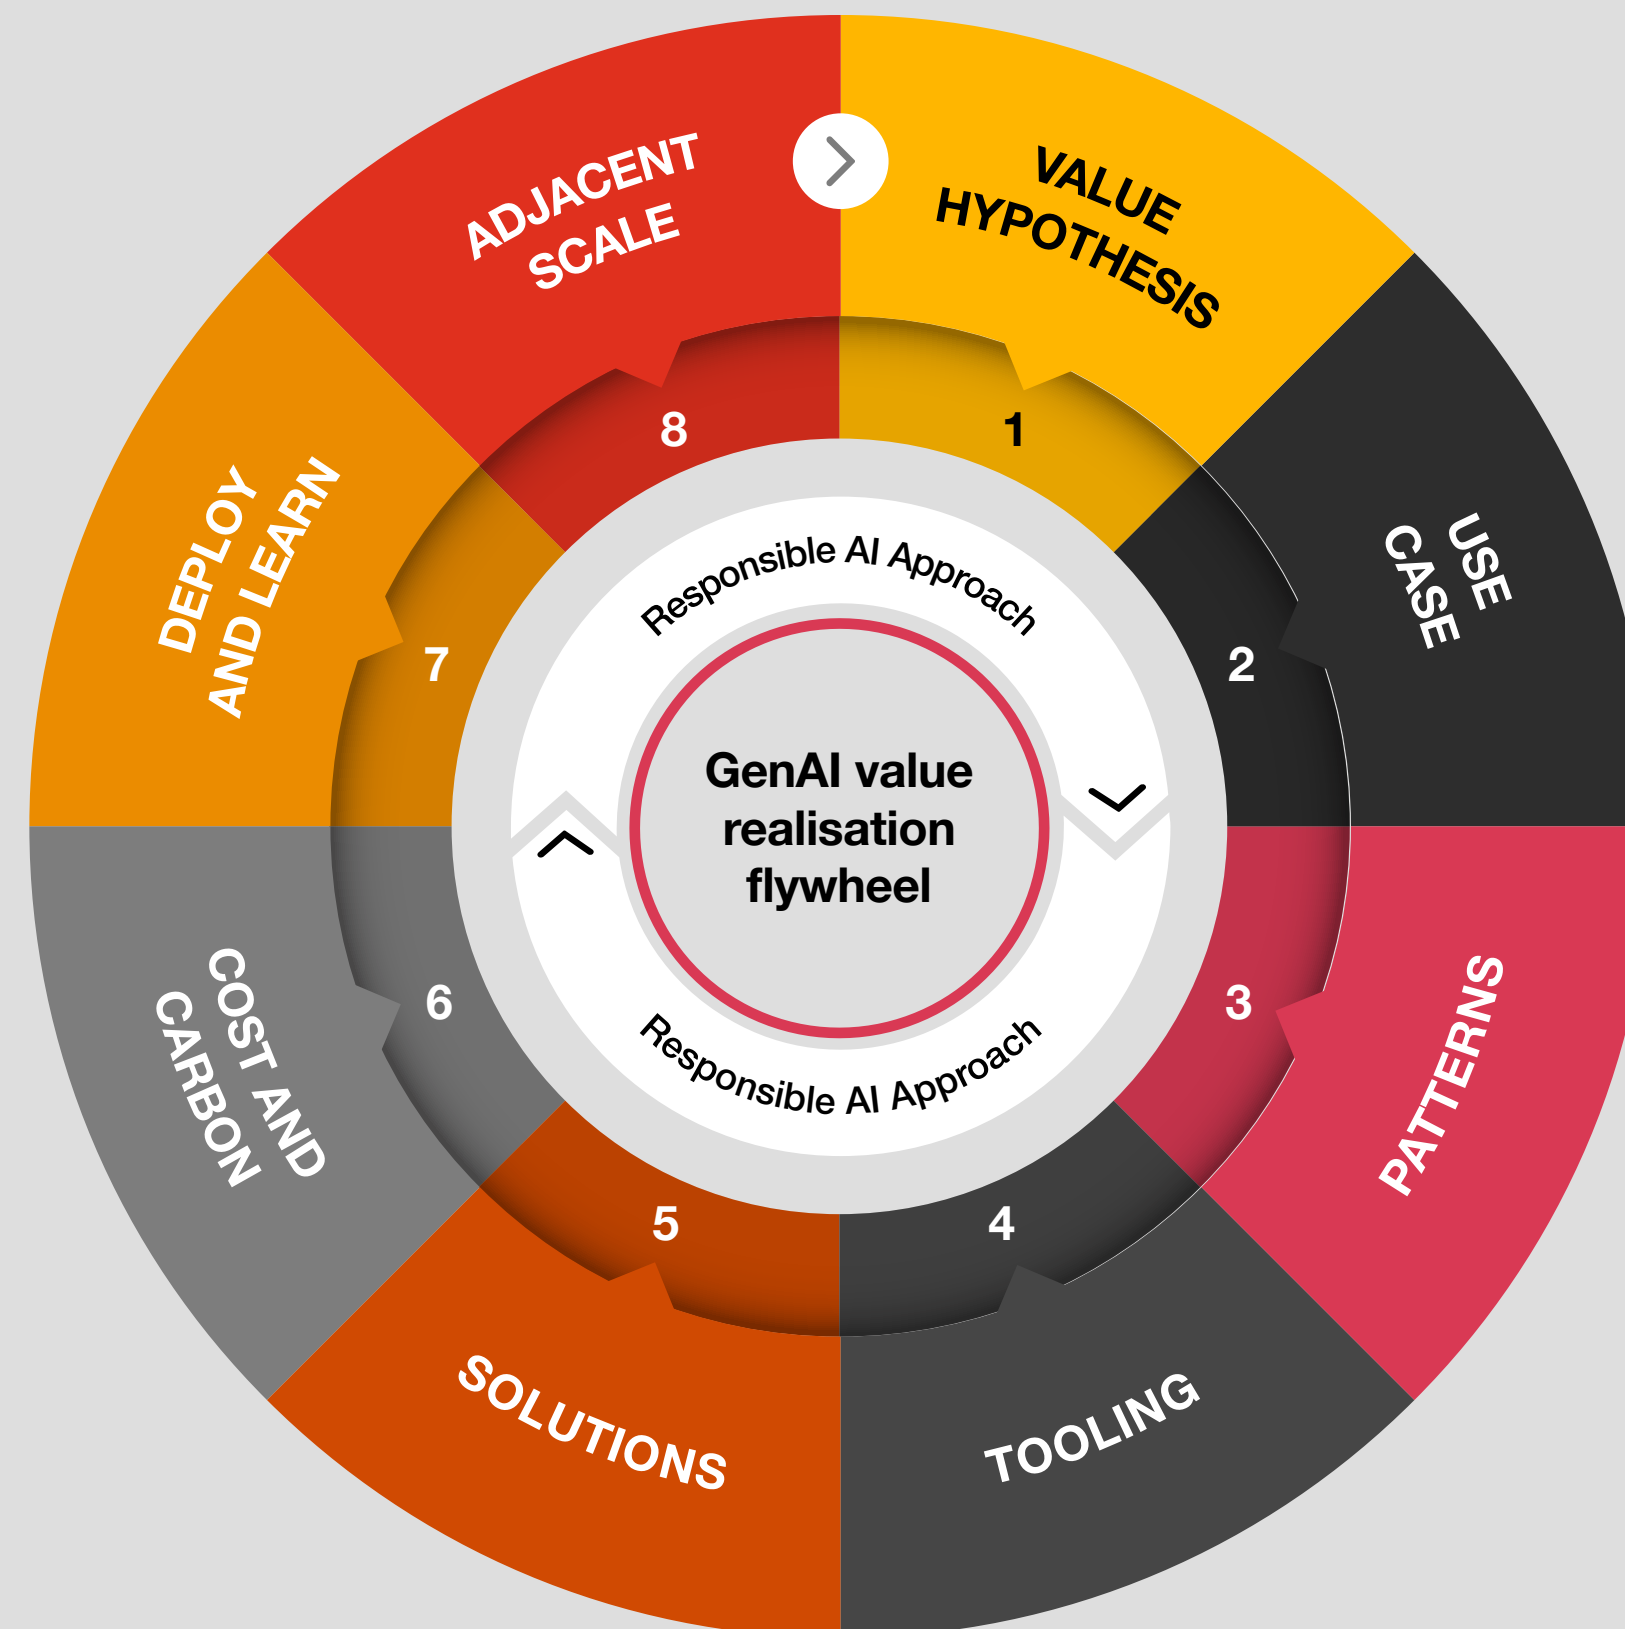 VALUE
HYPOTHESIS
1
USE
CASE
2
PATTERNS
3
TOOLING
4
SOLUTIONS
5
COST AND
CARBON
6
DEPLOY
AND LEARN
7
ADJACENT
SCALE
8
Responsible AI Approach
GenAI value
realisation
flywheel
Responsible AI Approach